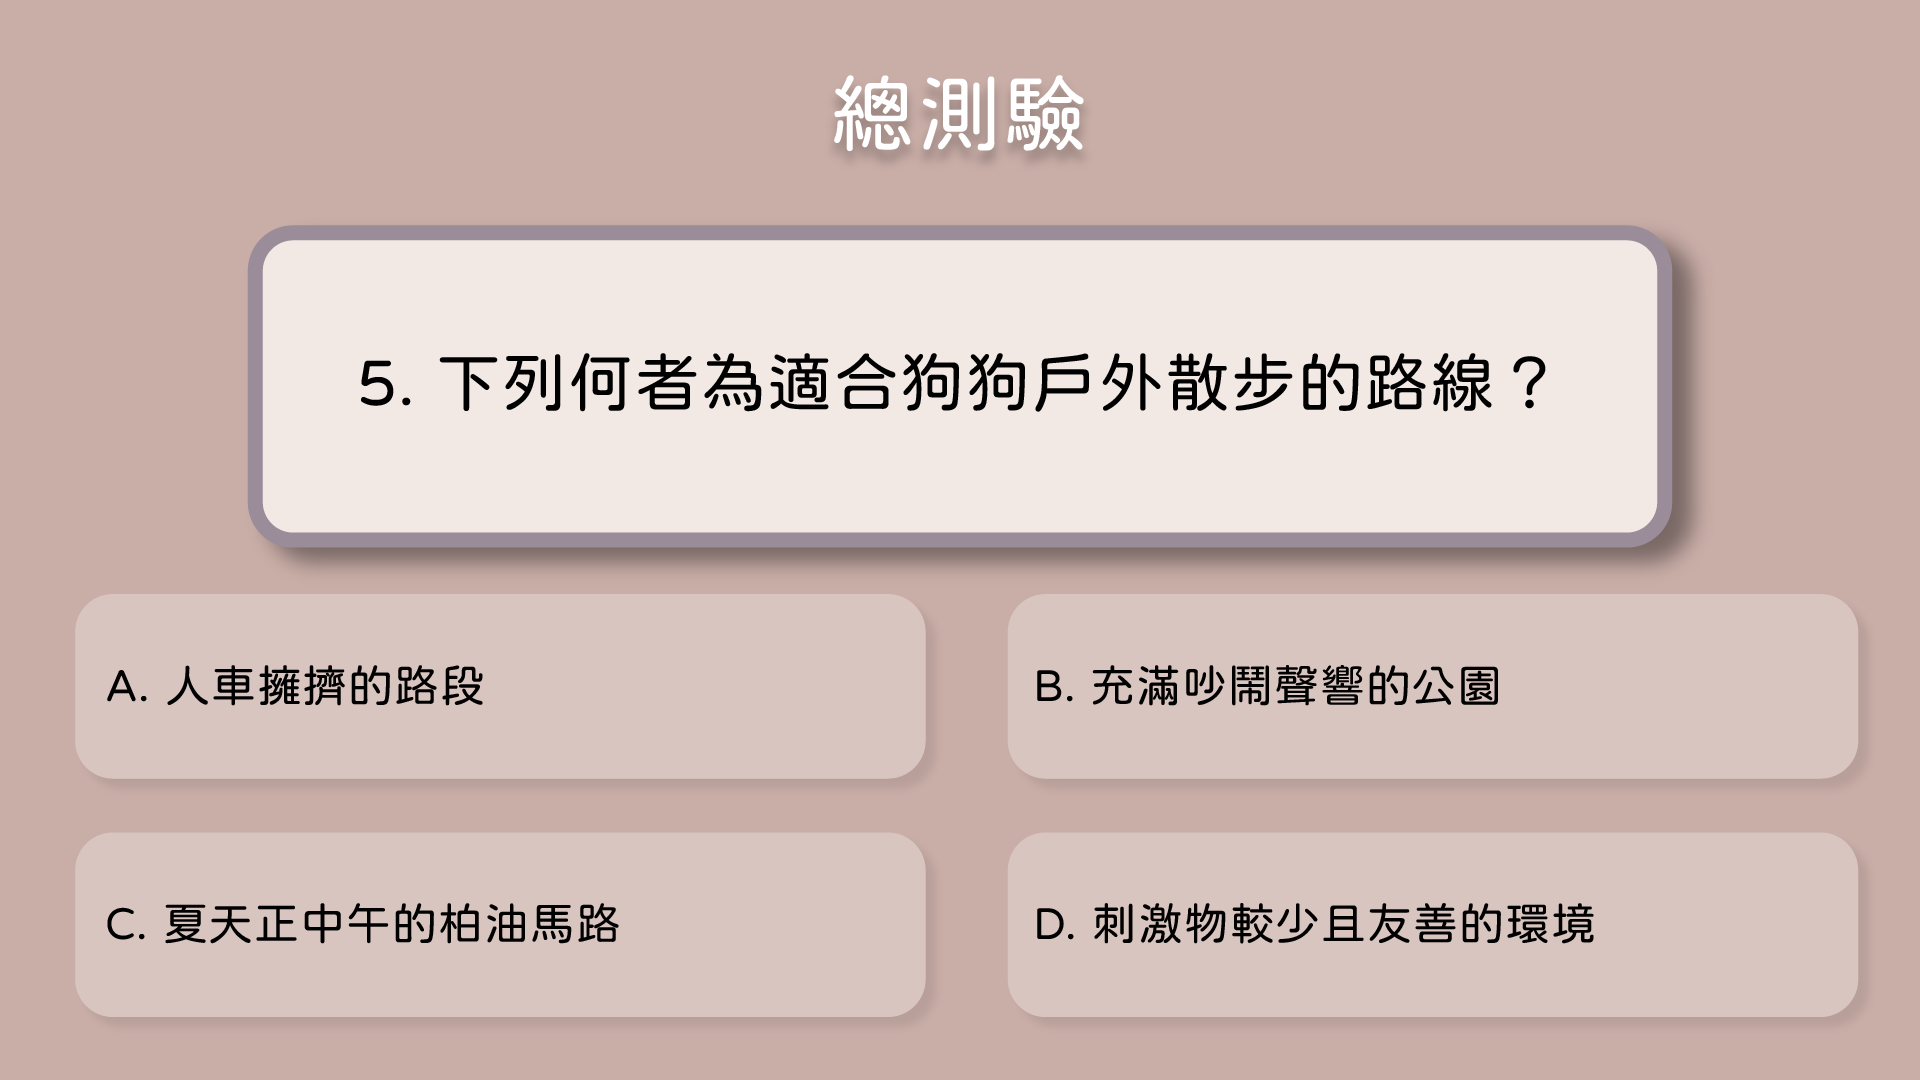 總測驗
5. 下列何者為適合狗狗戶外散步的路線？
A. 人車擁擠的路段
B. 充滿吵鬧聲響的公園
C. 夏天正中午的柏油馬路
D. 刺激物較少且友善的環境